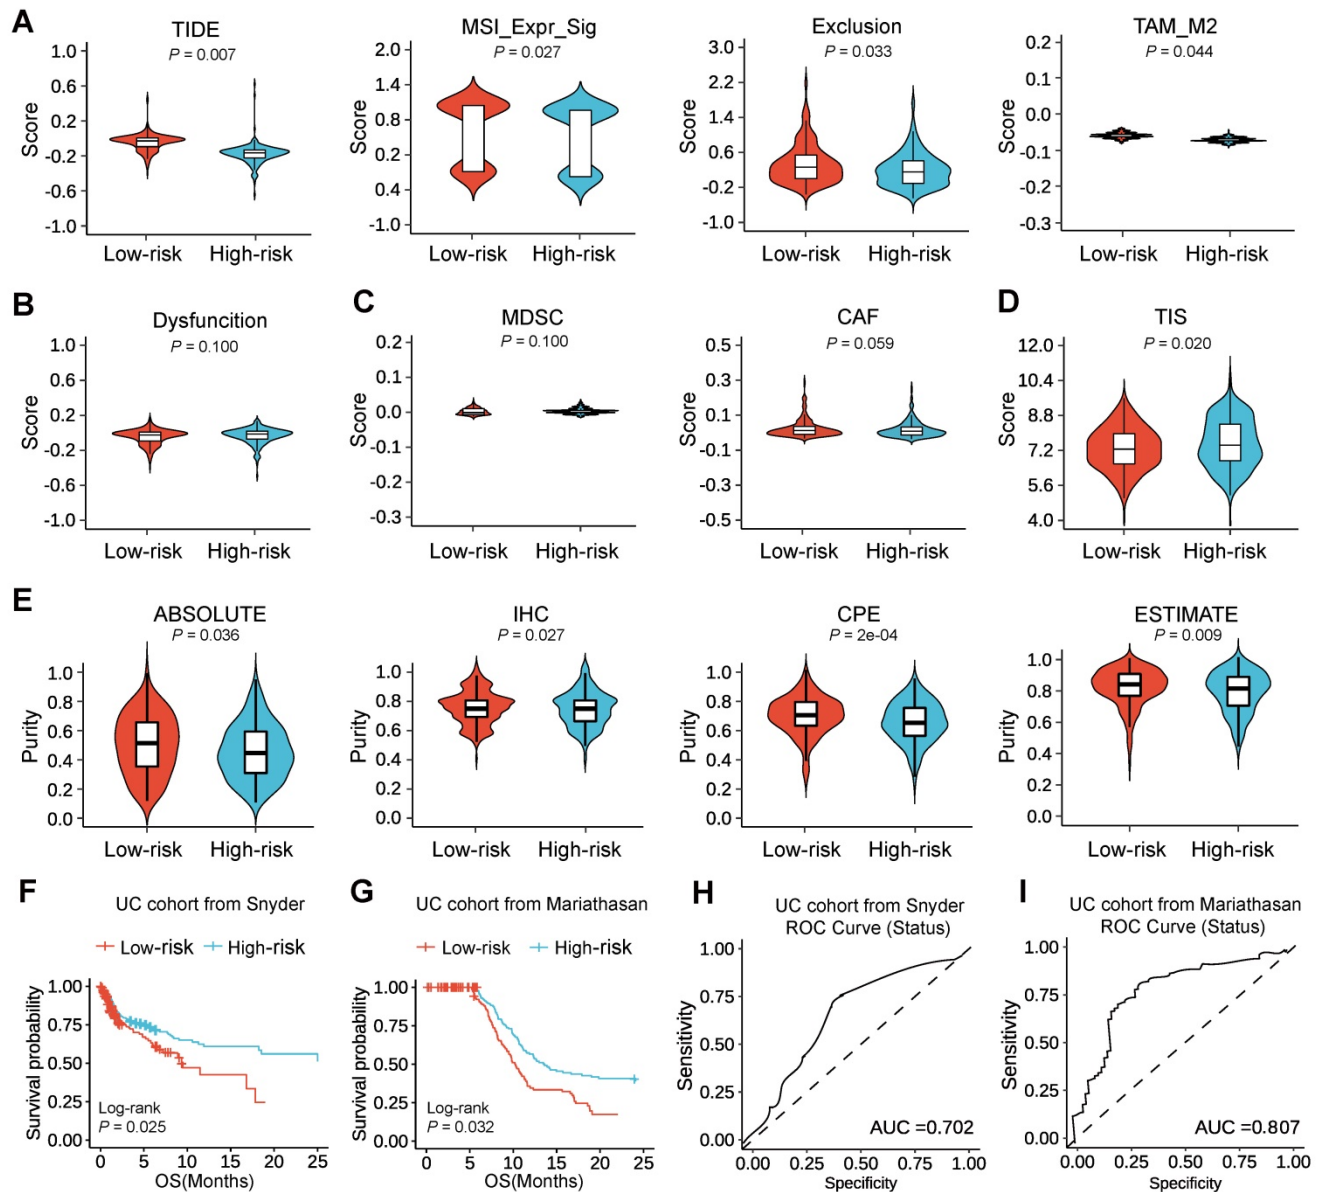 A
TIDE
P = 0.007
Score
1.0
0.6
0.2
-0.2
-0.6
-1.0
Low-risk High-risk
MSI_Expr_Sig
P = 0.027
Score
2.0
1.4
0.8
0.2
0.4
-1.0
Low-risk High-risk
Exclusion
P = 0.033
Score
3.0
2.2
1.4
0.6
-0.2
-1.0
Low-risk High-risk
TAM_M2
P = 0.044
Score
0.2
0.1
0.0
-0.1
-0.2
-0.3
Low-risk High-risk
B
Dysfuncition
P = 0.100
Score
1.0
0.6
0.2
-0.2
-0.6
-1.0
Low-risk High-risk
C
MDSC
P = 0.100
Score
0.2
0.1
0.0
-0.1
-0.2
-0.3
Low-risk High-risk
CAF
P = 0.059
Score
0.5
0.3
0.1
-0.1
-0.3
-0.5
Low-risk High-risk
D
TIS
P = 0.020
Score
12.0
10.4
8.8
7.2
5.6
4.0
Low-risk High-risk
E
ABSOLUTE
P = 0.036
Purity
1.0
0.8
0.6
0.4
0.2
0.0
Low-risk High-risk
IHC
P = 0.027
Purity
1.0
0.8
0.6
0.4
0.2
0.0
Low-risk High-risk
CPE
P = 2e-04
Purity
1.0
0.8
0.6
0.4
0.2
0.0
Low-risk High-risk
ESTIMATE
P = 0.009
Purity
1.0
0.8
0.6
0.4
0.2
0.0
Low-risk High-risk
F
UC cohort from Snyder
Low-risk High-risk
Survival probability
1.00
0.75
0.50
0.25
0.00
Log-rank
P = 0.025
0 5 10 15 20 25
OS(Months)
G
UC cohort from Mariathasan
Low-risk High-risk
Survival probability
1.00
0.75
0.50
0.25
0.00
Log-rank
P = 0.032
0 5 10 15 20 25
OS(Months)
H
UC cohort from Snyder
ROC Curve (Status)
Sensitivity
1.00
0.75
0.50
0.25
0.00
AUC =0.702
0.00 0.25 0.50 0.75 1.00
Specificity
I
UC cohort from Mariathasan
ROC Curve (Status)
Sensitivity
1.00
0.75
0.50
0.25
0.00
AUC =0.807
0.00 0.25 0.50 0.75 1.00
Specificity